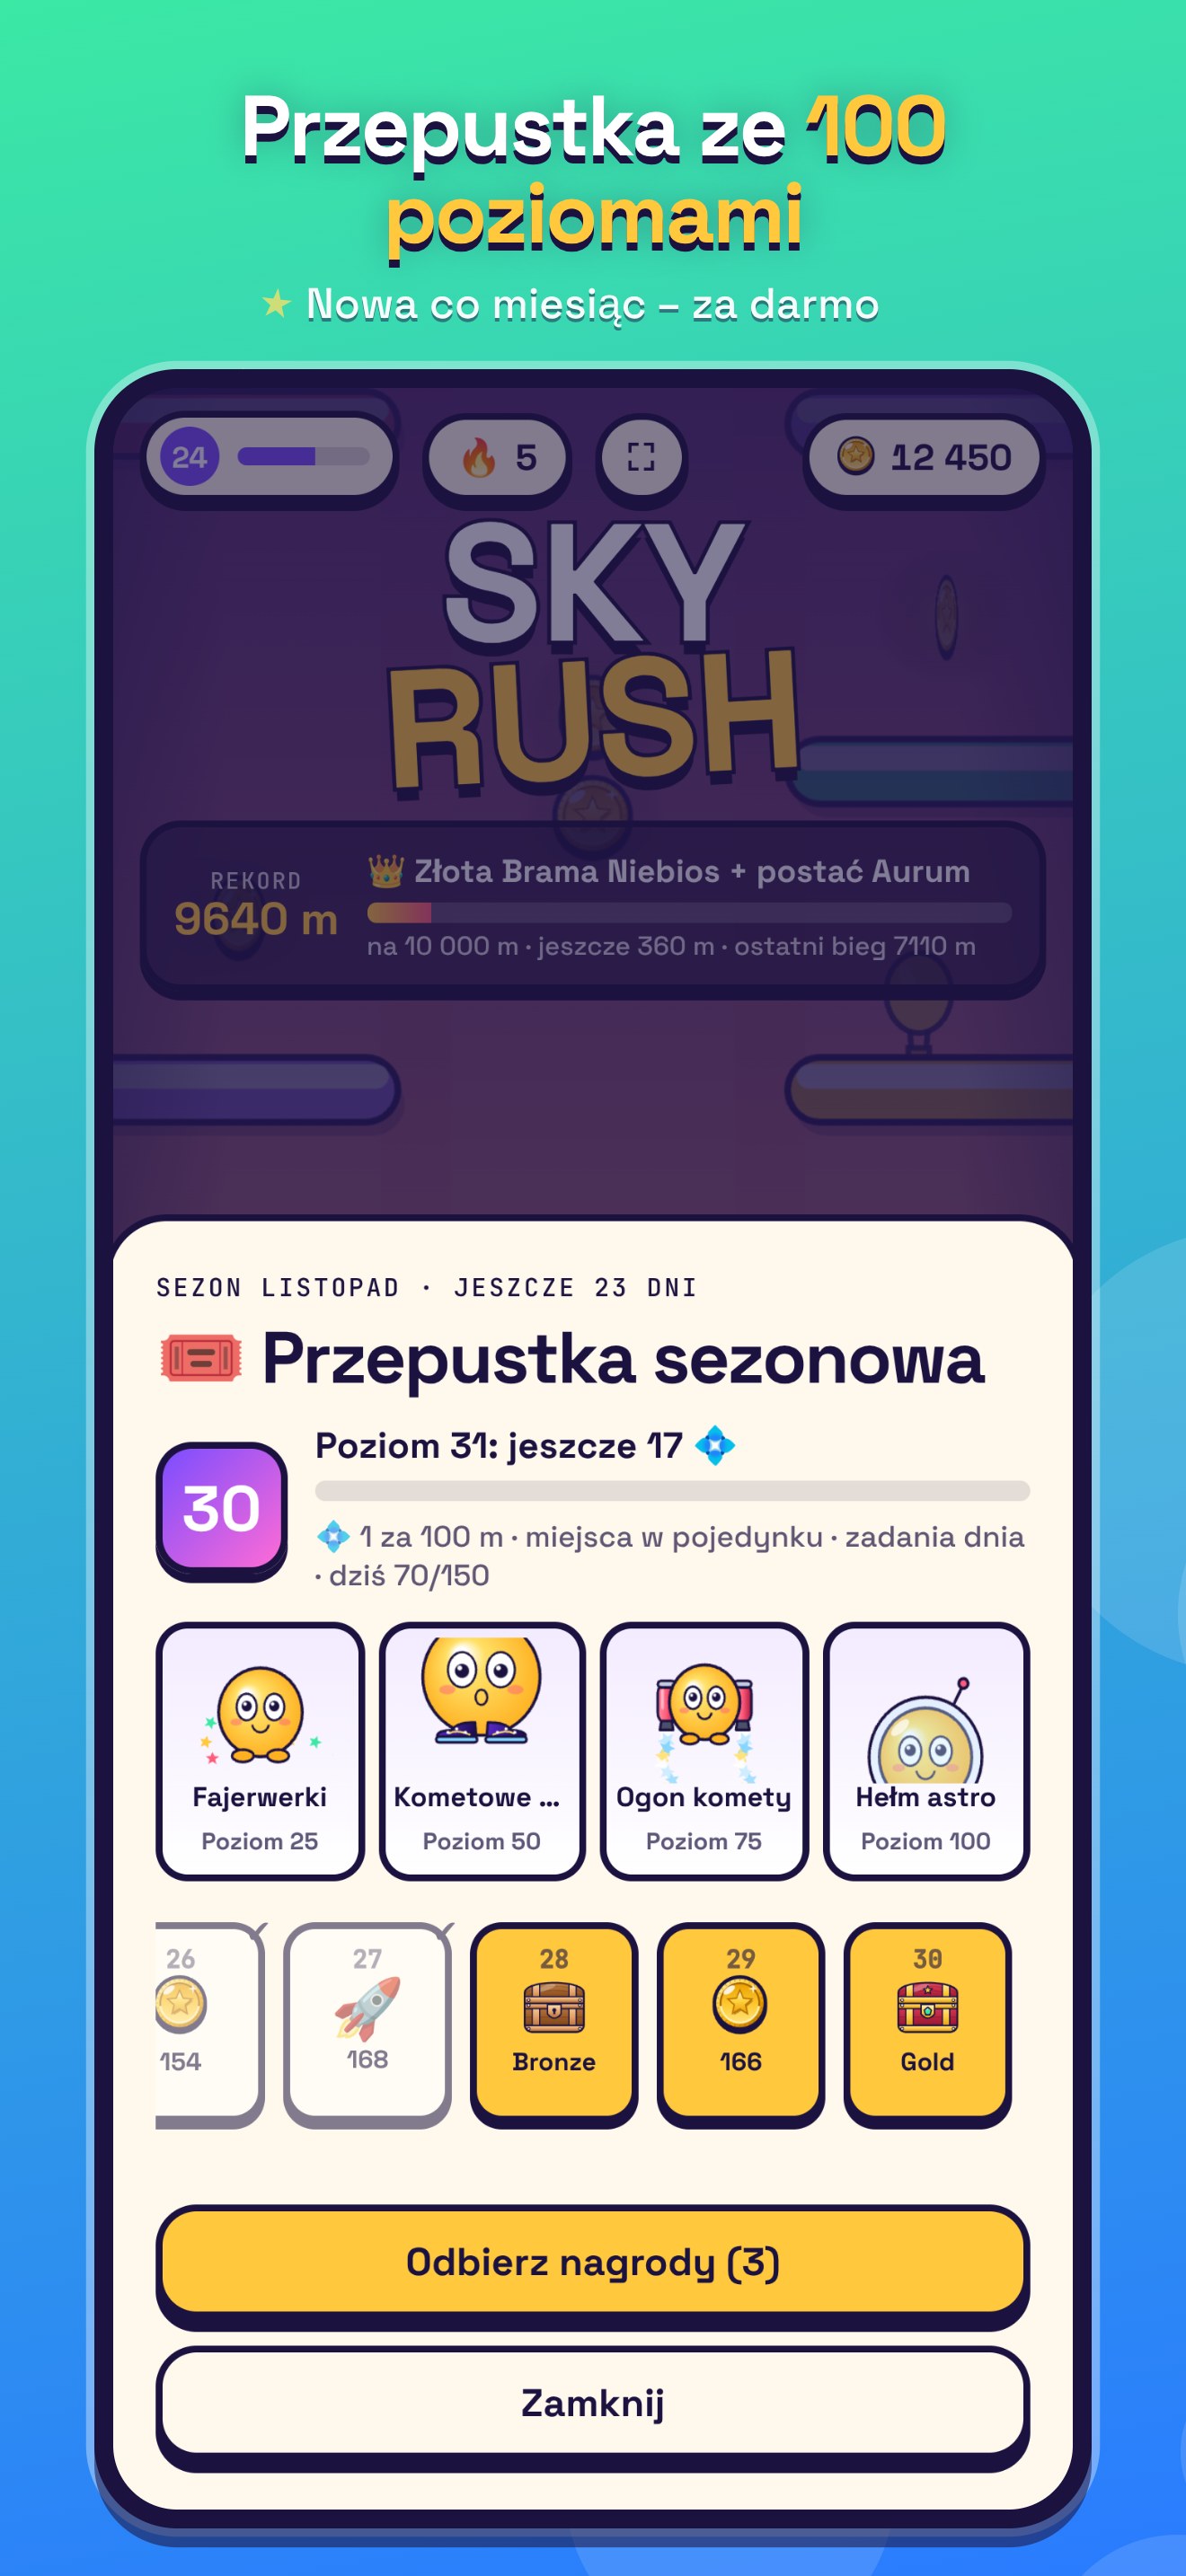 Przepustka ze 100
poziomami
★ Nowa co miesiąc – za darmo
24
🔥 5
12 450
SKY
RUSH
REKORD
9640 m
👑 Złota Brama Niebios + postać Aurum
na 10 000 m · jeszcze 360 m · ostatni bieg 7110 m
SEZON LISTOPAD · JESZCZE 23 DNI
🎟️ Przepustka sezonowa
30
Poziom 31: jeszcze 17 💠
💠 1 za 100 m · miejsca w pojedynku · zadania dnia
· dziś 70/150
Fajerwerki
Poziom 25
Kometowe ...
Poziom 50
Ogon komety
Poziom 75
Hełm astro
Poziom 100
26
154
27
168
28
Bronze
29
166
30
Gold
Odbierz nagrody (3)
Zamknij